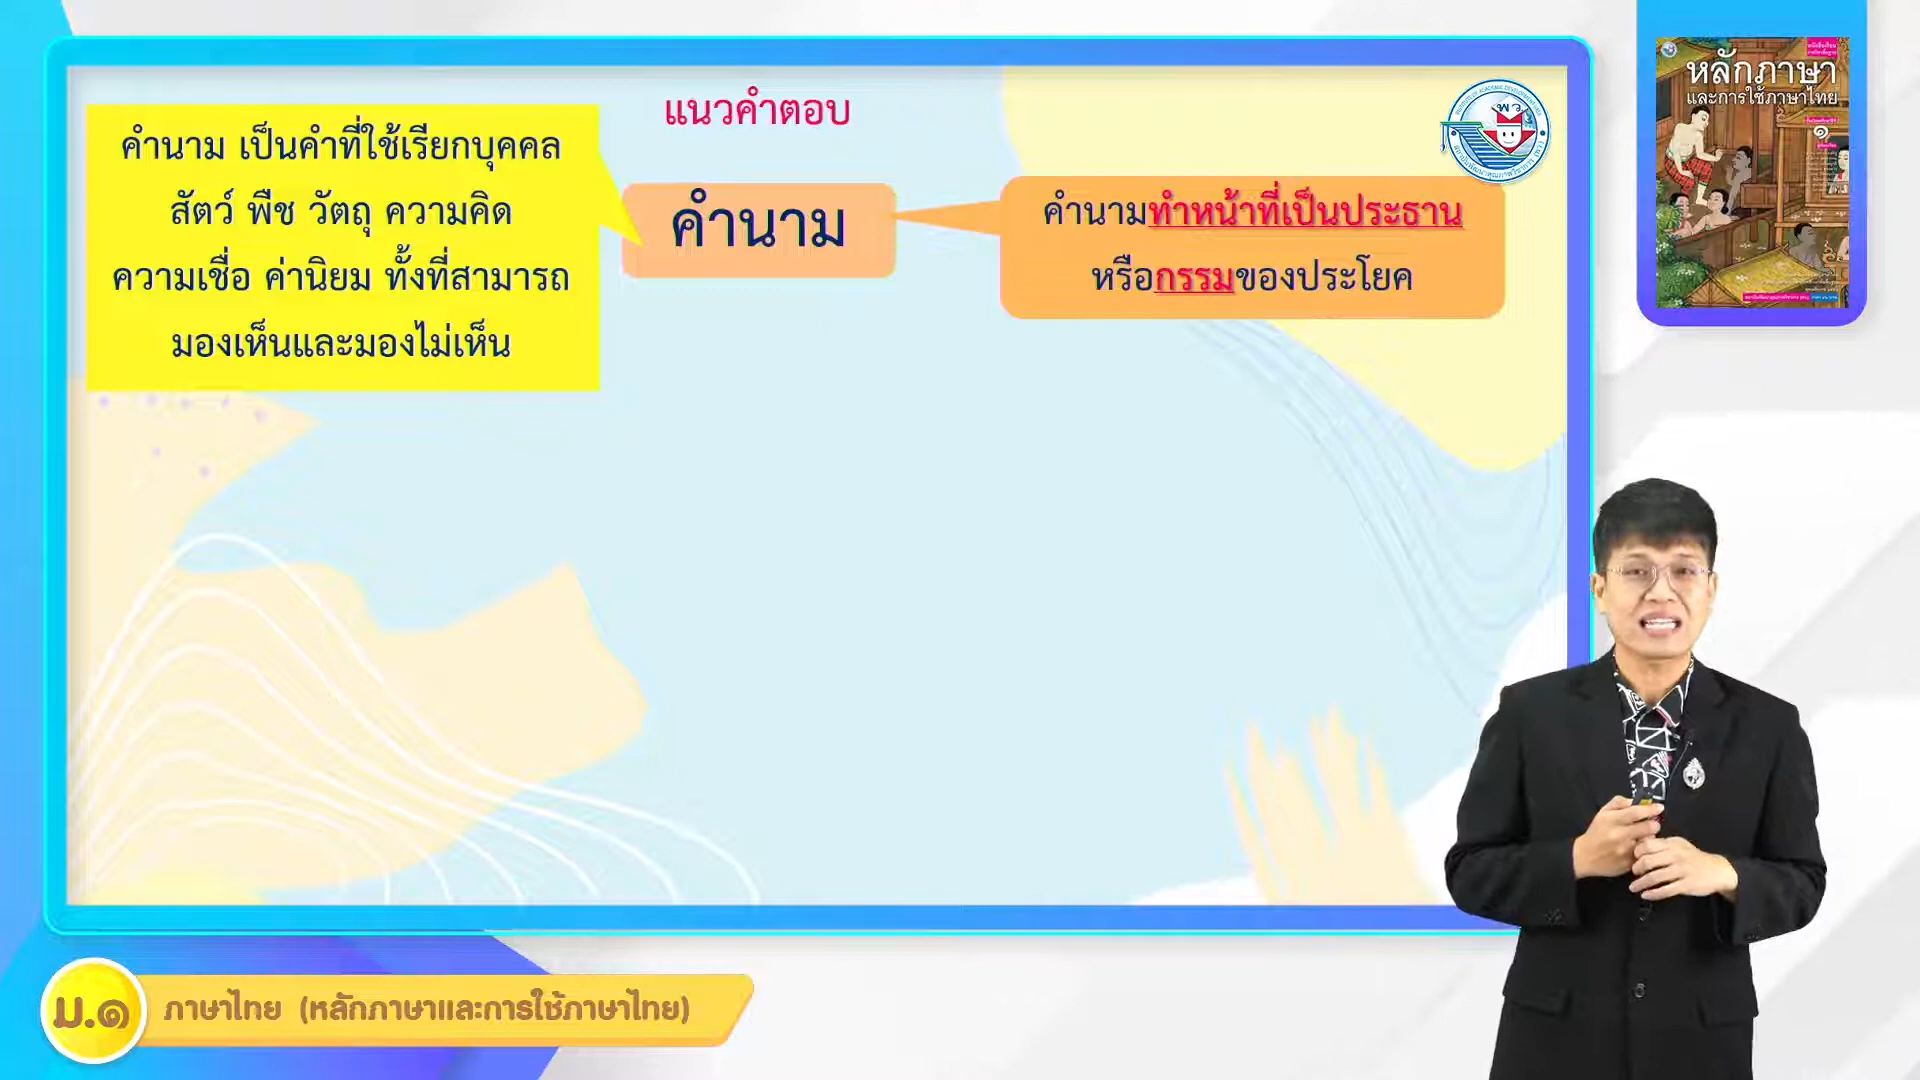 แนวคำตอบ
คำนาม เป็นคำที่ใช้เรียกบุคคล
สัตว์ พืช วัตถุ ความคิด
ความเชื่อ ค่านิยม ทั้งที่สามารถ
มองเห็นและมองไม่เห็น
คำนาม
คำนามทำหน้าที่เป็นประธาน
หรือกรรมของประโยค
พว
หลักภาษา
และการใช้ภาษาไทย
๑
ม.๑
ภาษาไทย (หลักภาษาและการใช้ภาษาไทย)